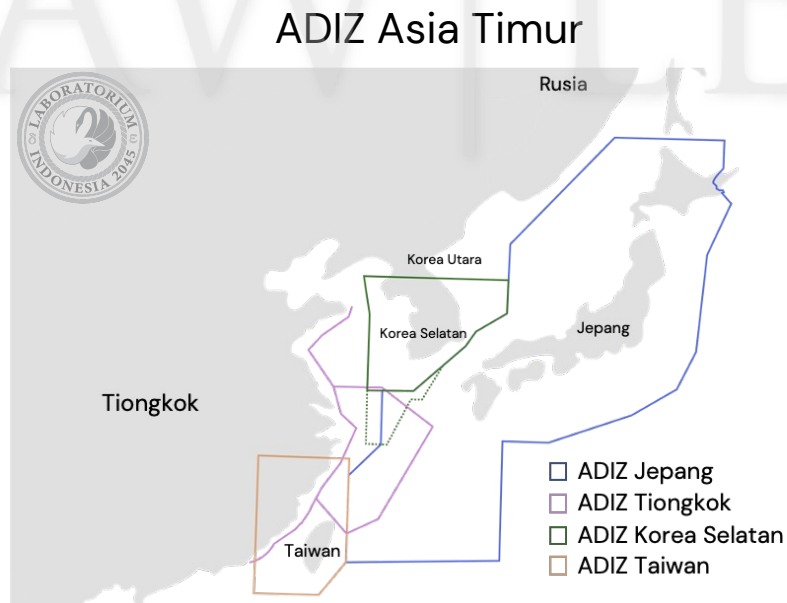 ADIZ Asia Timur
LABORATORIUM
INDONESIA 2045
Rusia
Korea Utara
Korea Selatan
Jepang
Tiongkok
Taiwan
ADIZ Jepang
ADIZ Tiongkok
ADIZ Korea Selatan
ADIZ Taiwan